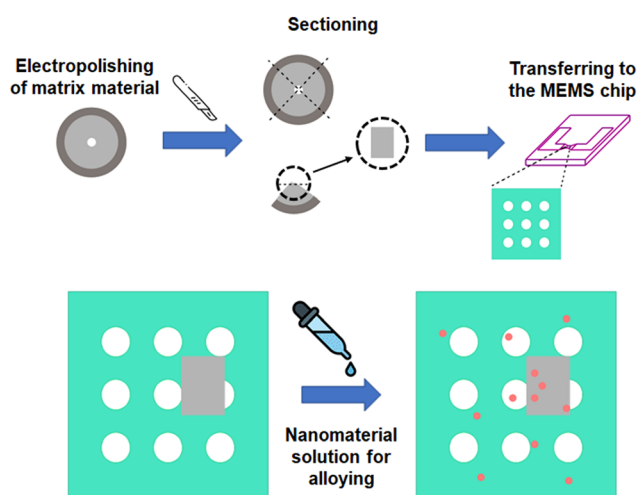 Sectioning
Electropolishing
of matrix material
Transferring to
the MEMS chip
Nanomaterial
solution for
alloying